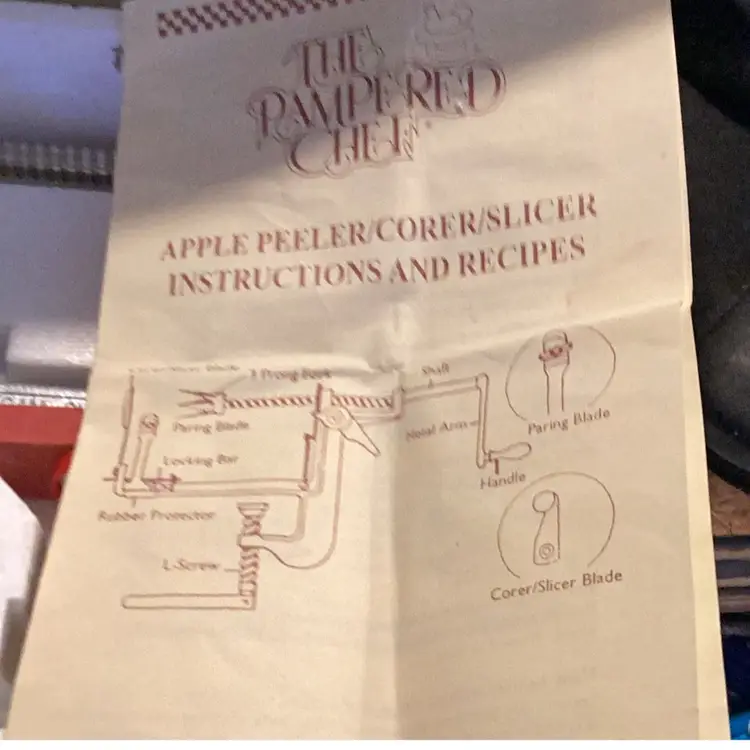 THE
PAMPERED
CHEF
APPLE PEELER/CORER/SLICER
INSTRUCTIONS AND RECIPES
3 Prong Fork
Shaft
Paring Blade
Metal Arm
Paring Blade
Locking Bar
Handle
Rubber Protector
L-Screw
Corer/Slicer Blade